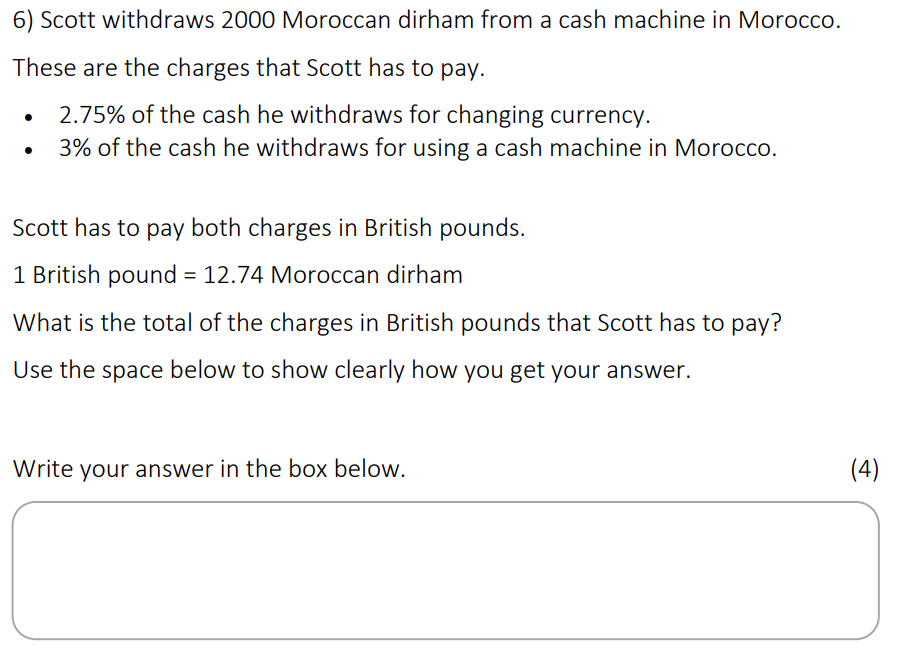 6) Scott withdraws 2000 Moroccan dirham from a cash machine in Morocco.
These are the charges that Scott has to pay.
• 2.75% of the cash he withdraws for changing currency.
• 3% of the cash he withdraws for using a cash machine in Morocco.
Scott has to pay both charges in British pounds.
1 British pound = 12.74 Moroccan dirham
What is the total of the charges in British pounds that Scott has to pay?
Use the space below to show clearly how you get your answer.
Write your answer in the box below. (4)